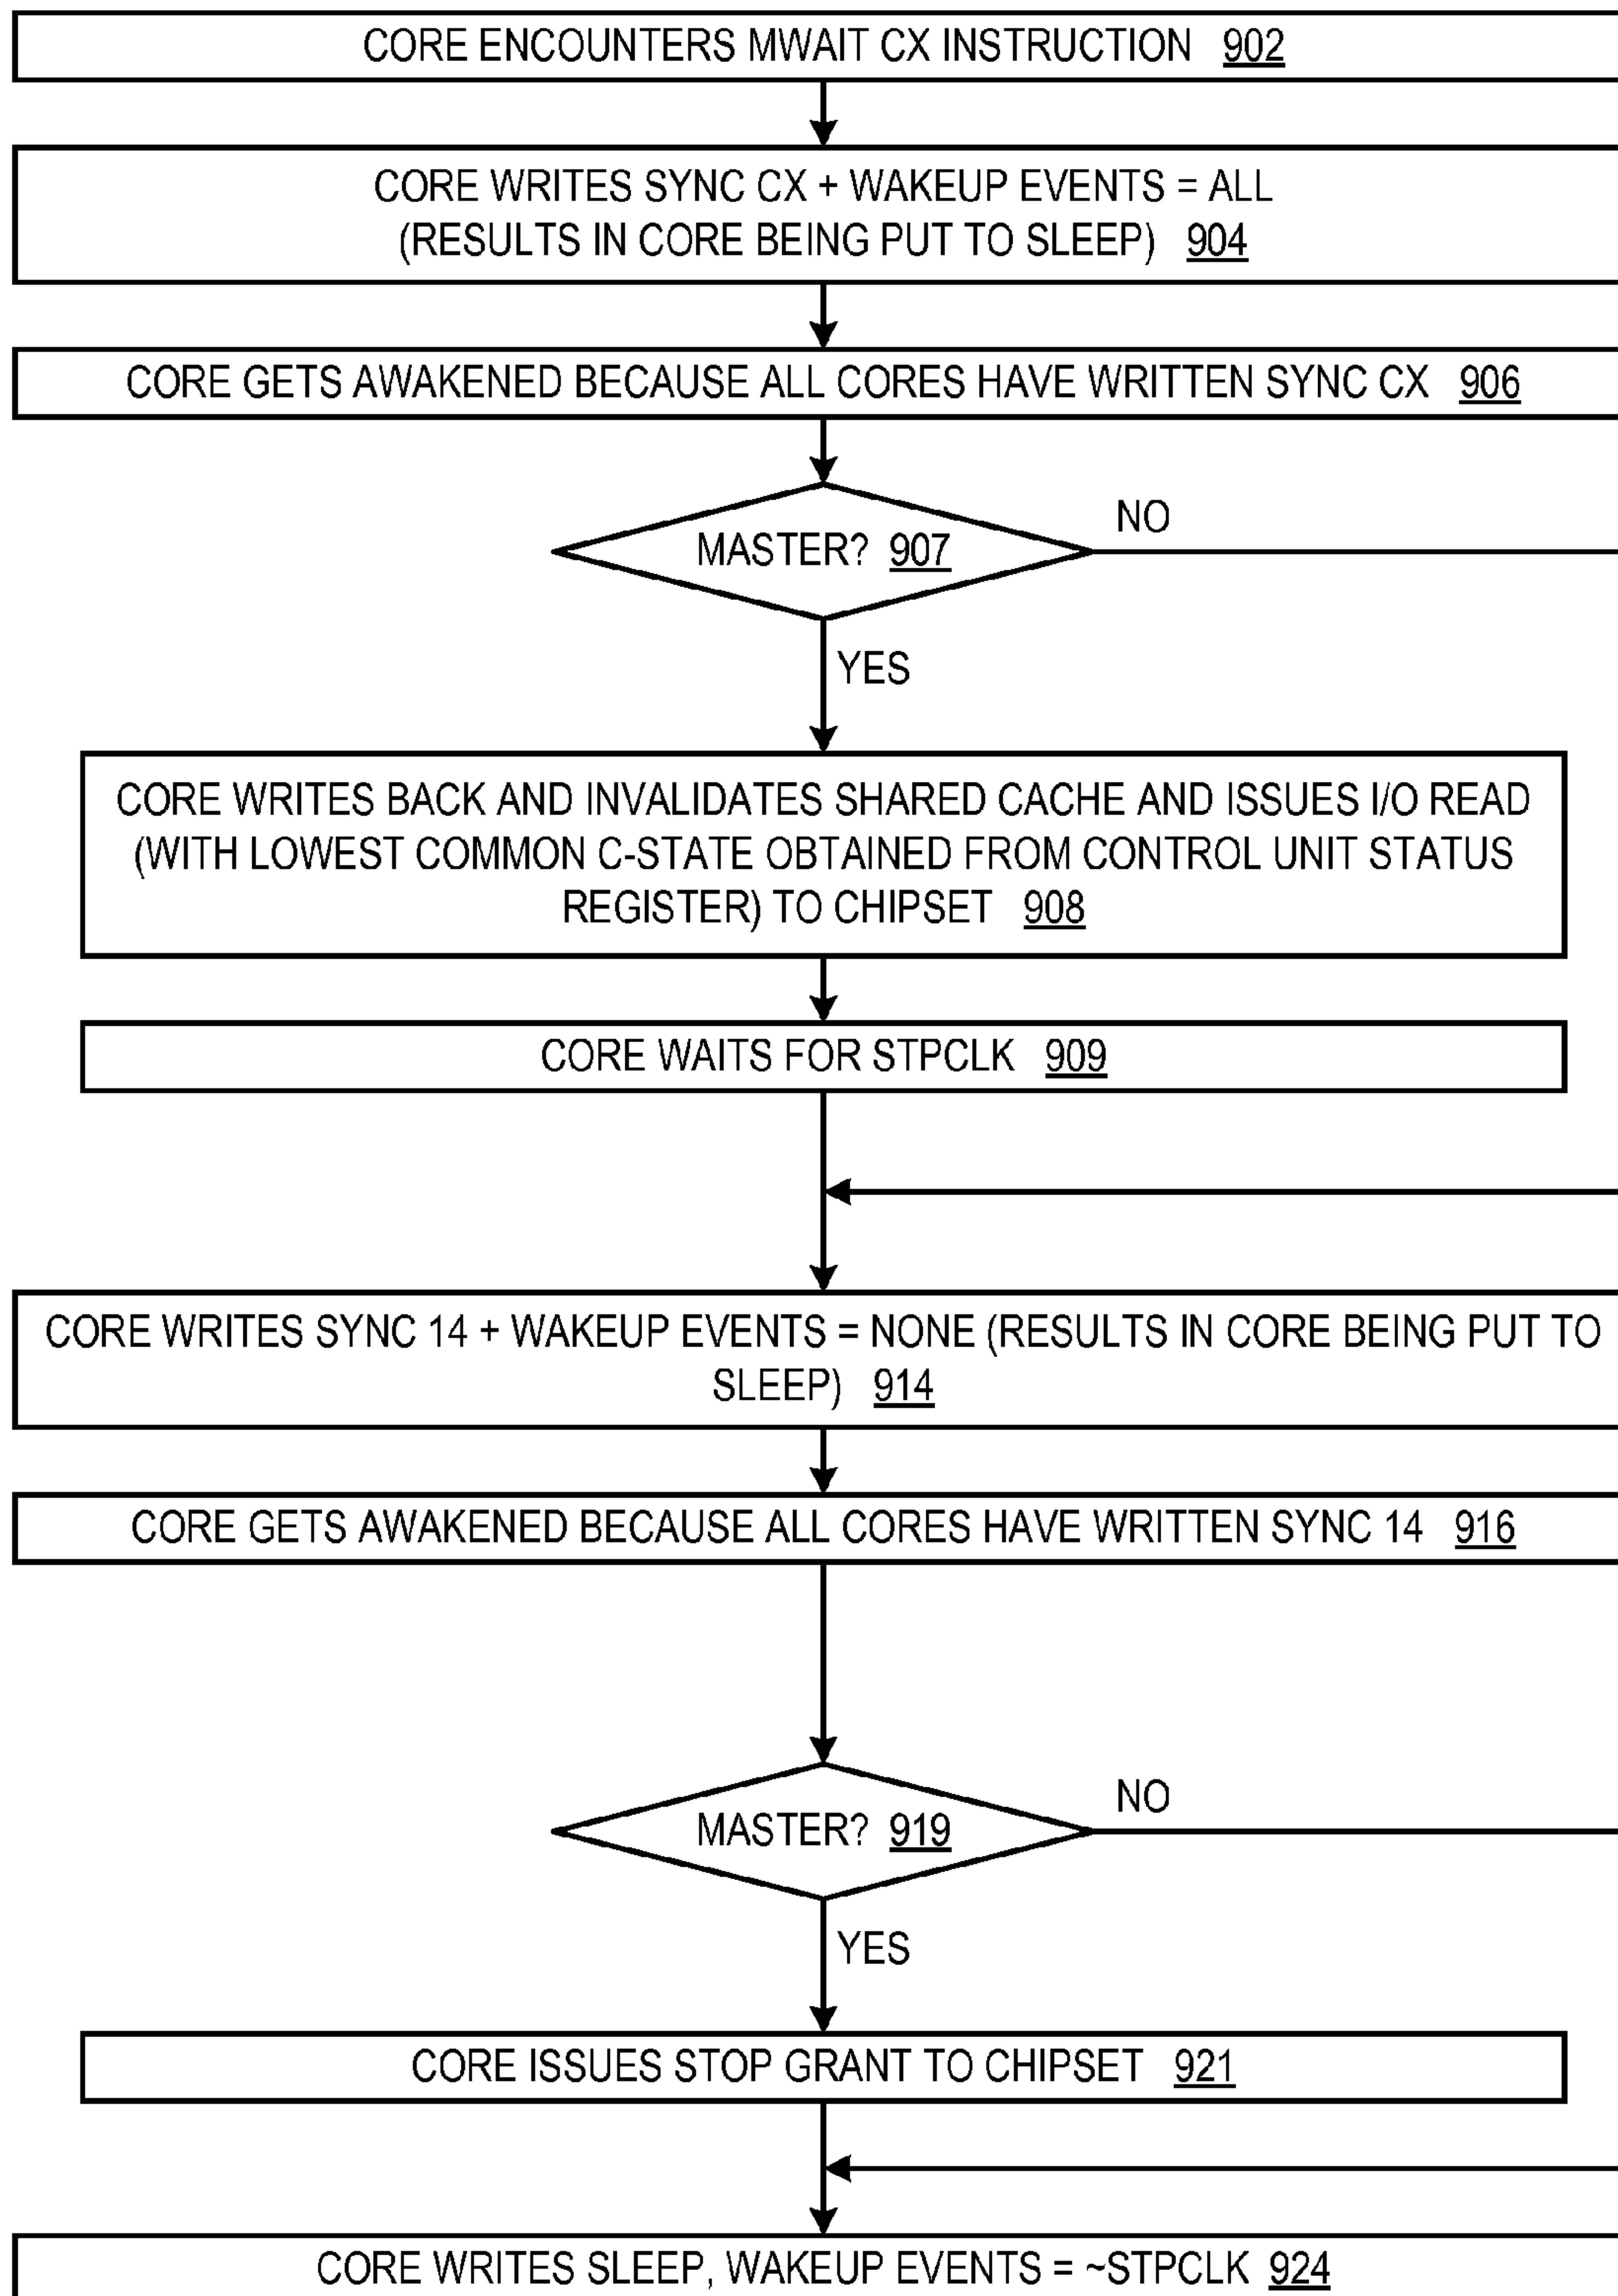 CORE ENCOUNTERS MWAIT CX INSTRUCTION 902
CORE WRITES SYNC CX + WAKEUP EVENTS = ALL
(RESULTS IN CORE BEING PUT TO SLEEP) 904
CORE GETS AWAKENED BECAUSE ALL CORES HAVE WRITTEN SYNC CX 906
NO
MASTER? 907
YES
CORE WRITES BACK AND INVALIDATES SHARED CACHE AND ISSUES I/O READ
(WITH LOWEST COMMON C-STATE OBTAINED FROM CONTROL UNIT STATUS
REGISTER) TO CHIPSET 908
CORE WAITS FOR STPCLK 909
CORE WRITES SYNC 14 + WAKEUP EVENTS = NONE (RESULTS IN CORE BEING PUT TO
SLEEP) 914
CORE GETS AWAKENED BECAUSE ALL CORES HAVE WRITTEN SYNC 14 916
NO
MASTER? 919
YES
CORE ISSUES STOP GRANT TO CHIPSET 921
CORE WRITES SLEEP, WAKEUP EVENTS = ~STPCLK 924